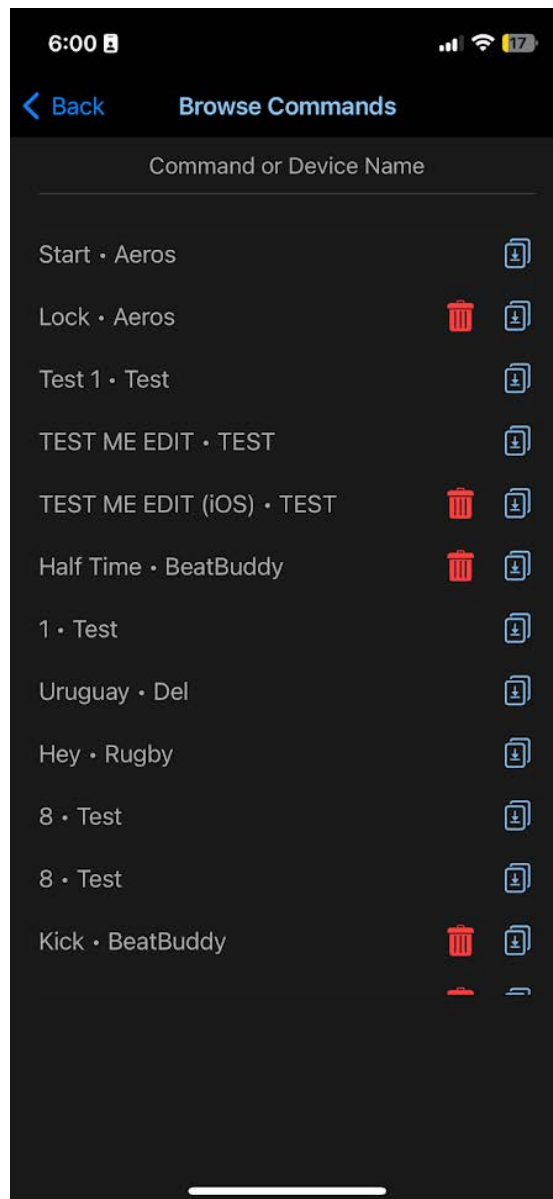 6:00
17
Back Browse Commands
Command or Device Name
Start • Aeros
Lock • Aeros
Test 1 • Test
TEST ME EDIT • TEST
TEST ME EDIT (iOS) • TEST
Half Time • BeatBuddy
1 • Test
Uruguay • Del
Hey • Rugby
8 • Test
8 • Test
Kick • BeatBuddy